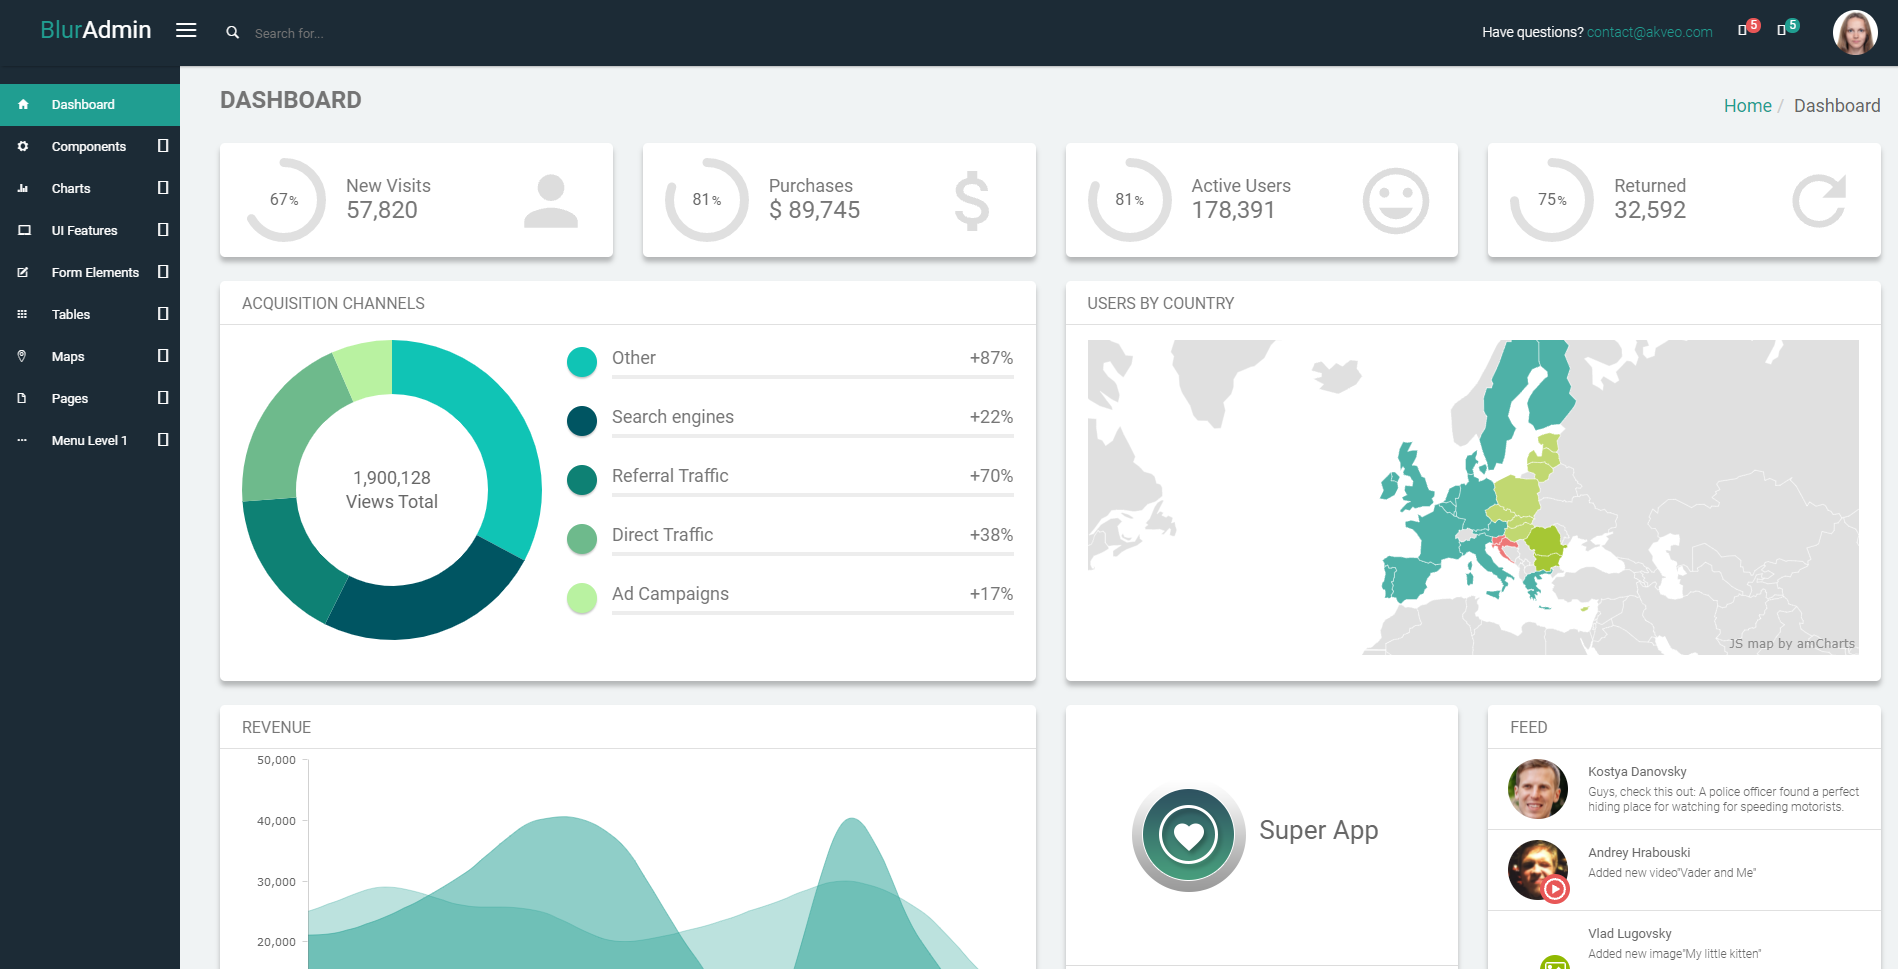 BlurAdmin
Search for...
Have questions? contact@akveo.com
5
5
Dashboard
Components
Charts
UI Features
Form Elements
Tables
Maps
Pages
Menu Level 1
DASHBOARD
Home / Dashboard
67%
New Visits
57,820
81%
Purchases
$ 89,745
81%
Active Users
178,391
75%
Returned
32,592
ACQUISITION CHANNELS
1,900,128
Views Total
Other +87%
Search engines +22%
Referral Traffic +70%
Direct Traffic +38%
Ad Campaigns +17%
USERS BY COUNTRY
JS map by amCharts
REVENUE
50,000
40,000
30,000
20,000
Super App
FEED
Kostya Danovsky
Guys, check this out: A police officer found a perfect
hiding place for watching for speeding motorists.
Andrey Hrabouski
Added new video"Vader and Me"
Vlad Lugovsky
Added new image"My little kitten"